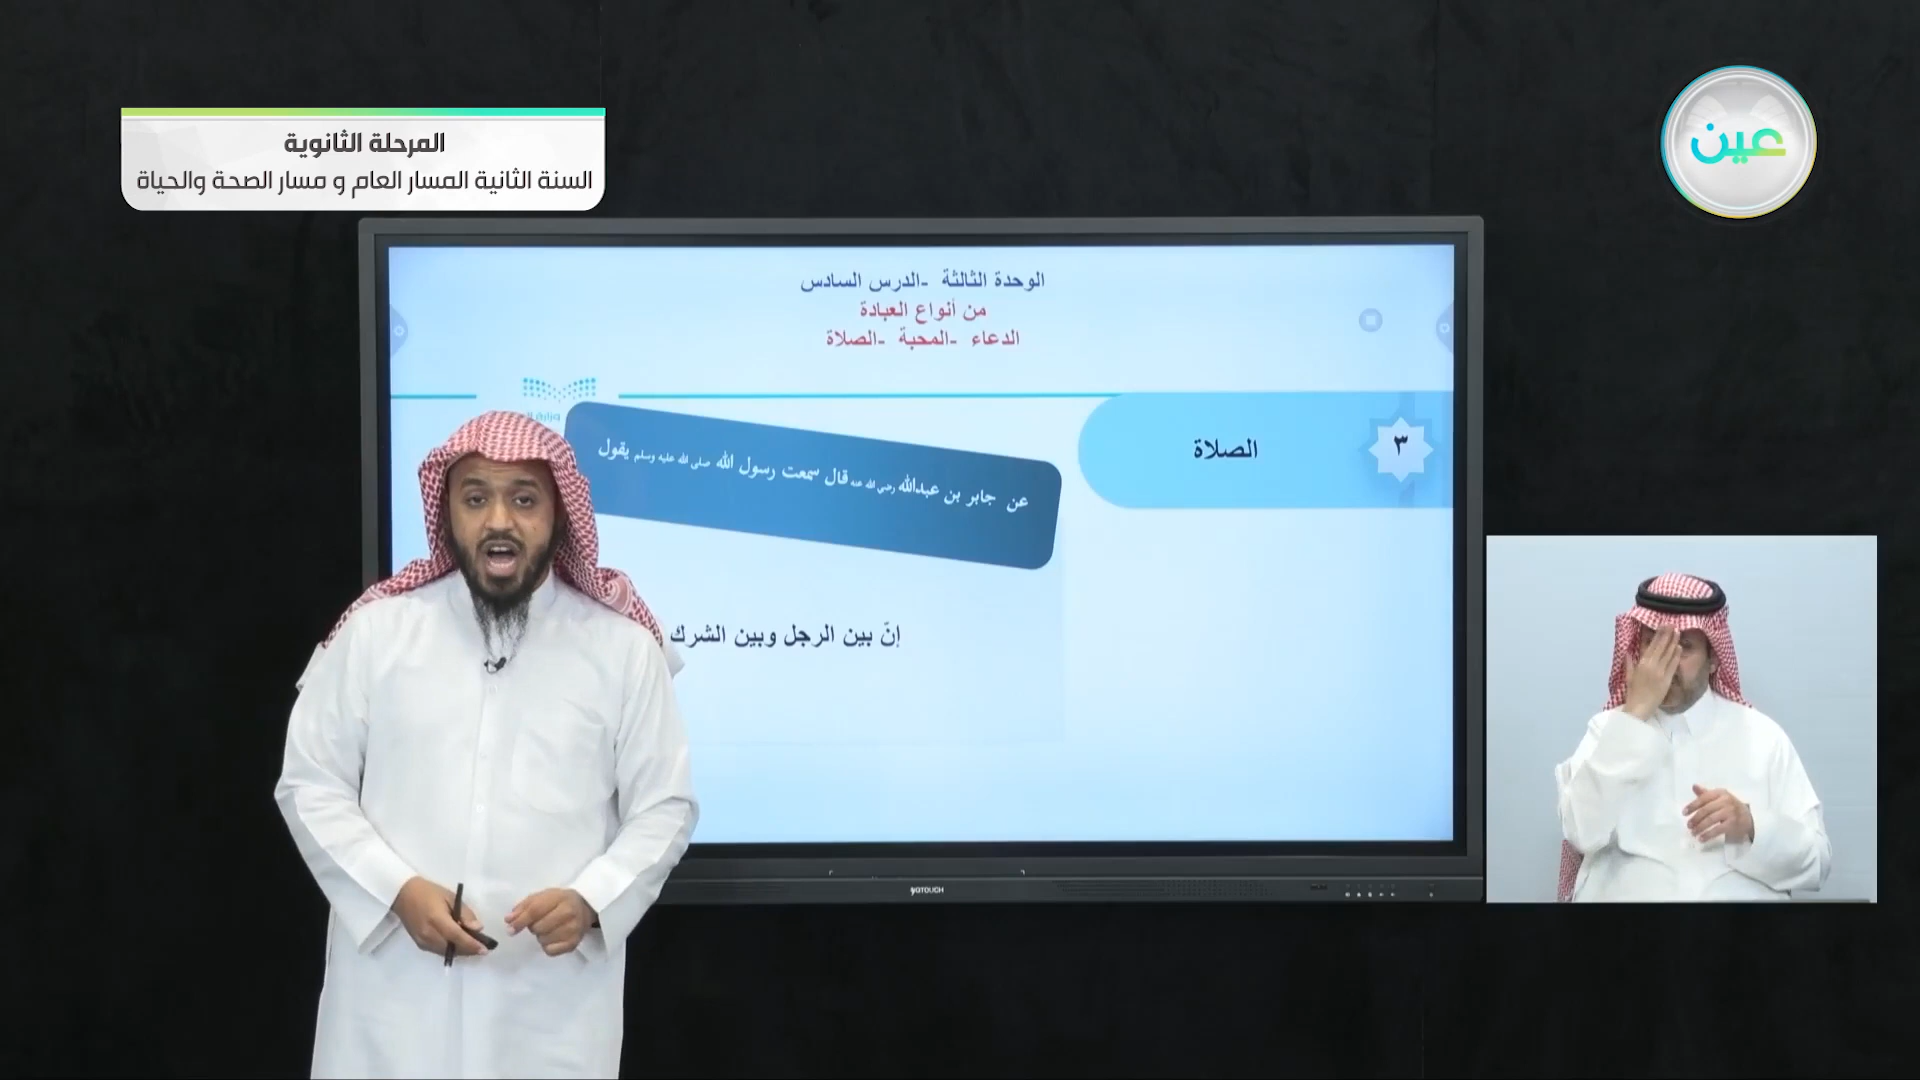 المرحلة الثانوية
السنة الثانية المسار العام و مسار الصحة والحياة
عين
الوحدة الثالثة -الدرس السادس
من أنواع العبادة
الدعاء -المحبة -الصلاة
٣
الصلاة
عن جابر بن عبدالله رضي الله عنه قال سمعت رسول الله صلى الله عليه وسلم يقول
إنّ بين الرجل وبين الشرك